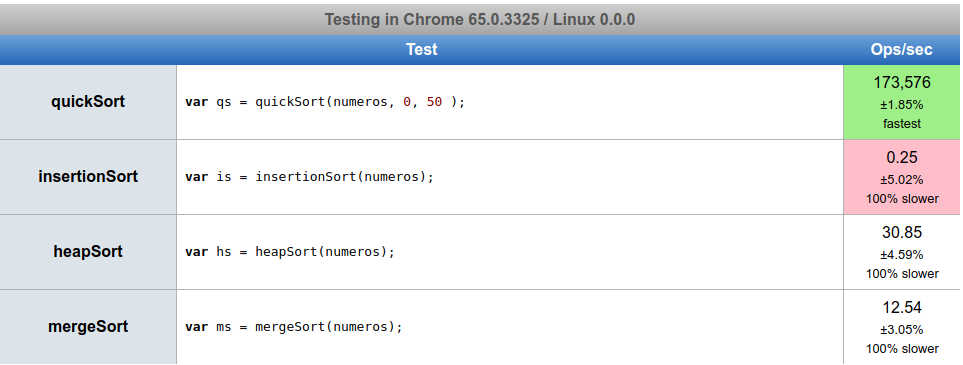 Testing in Chrome 65.0.3325 / Linux 0.0.0
Test Ops/sec
quickSort var qs = quickSort(numeros, 0, 50 ); 173,576
±1.85%
fastest
insertionSort var is = insertionSort(numeros); 0.25
±5.02%
100% slower
heapSort var hs = heapSort(numeros); 30.85
±4.59%
100% slower
mergeSort var ms = mergeSort(numeros); 12.54
±3.05%
100% slower